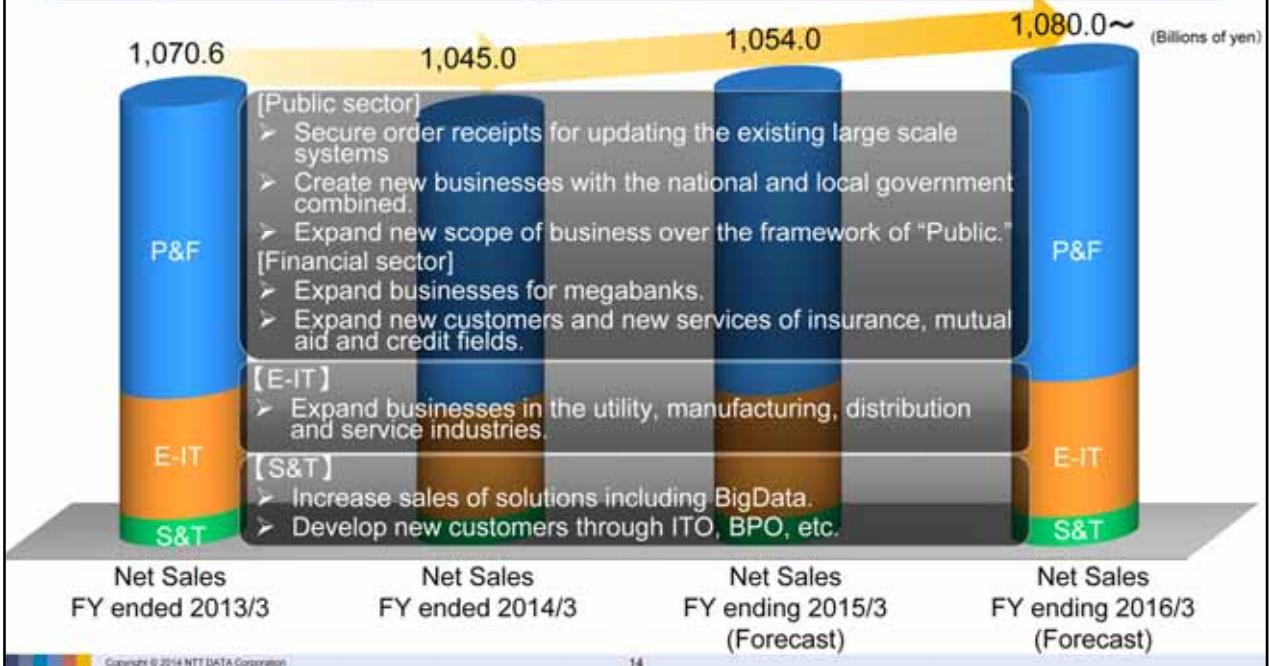 1,070.6
1,045.0
1,054.0
1,080.0～
(Billions of yen)
[Public sector]
➢ Secure order receipts for updating the existing large scale
systems
➢ Create new businesses with the national and local government
combined.
➢ Expand new scope of business over the framework of “Public.”
[Financial sector]
➢ Expand businesses for megabanks.
➢ Expand new customers and new services of insurance, mutual
aid and credit fields.
【E-IT】
➢ Expand businesses in the utility, manufacturing, distribution
and service industries.
【S&T】
➢ Increase sales of solutions including BigData.
➢ Develop new customers through ITO, BPO, etc.
P&F
E-IT
S&T
P&F
E-IT
S&T
Net Sales
FY ended 2013/3
Net Sales
FY ended 2014/3
Net Sales
FY ending 2015/3
(Forecast)
Net Sales
FY ending 2016/3
(Forecast)
Copyright © 2014 NTT DATA Corporation
14